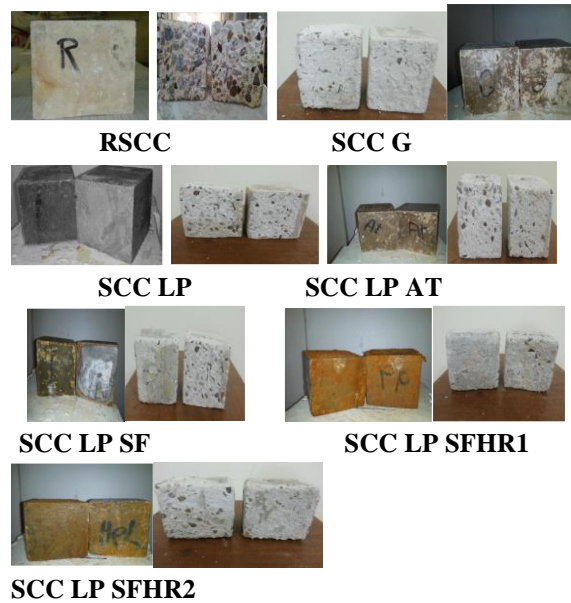 R
RSCC SCC G
SCC LP SCC LP AT
SCC LP SF SCC LP SFHR1
SCC LP SFHR2